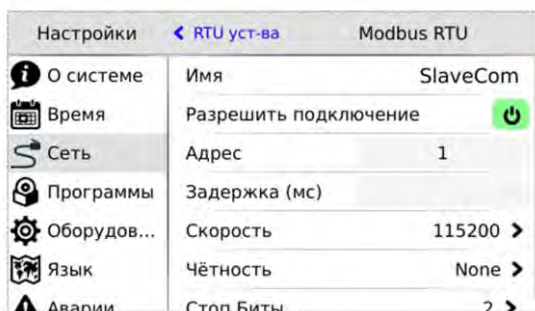 Настройки
RTU уст-ва
Modbus RTU
О системе
Время
Сеть
Программы
Оборудов...
Язык
Аварии
Имя SlaveCom
Разрешить подключение
Адрес 1
Задержка (мс)
Скорость 115200
Чётность None
Стоп Биты 2